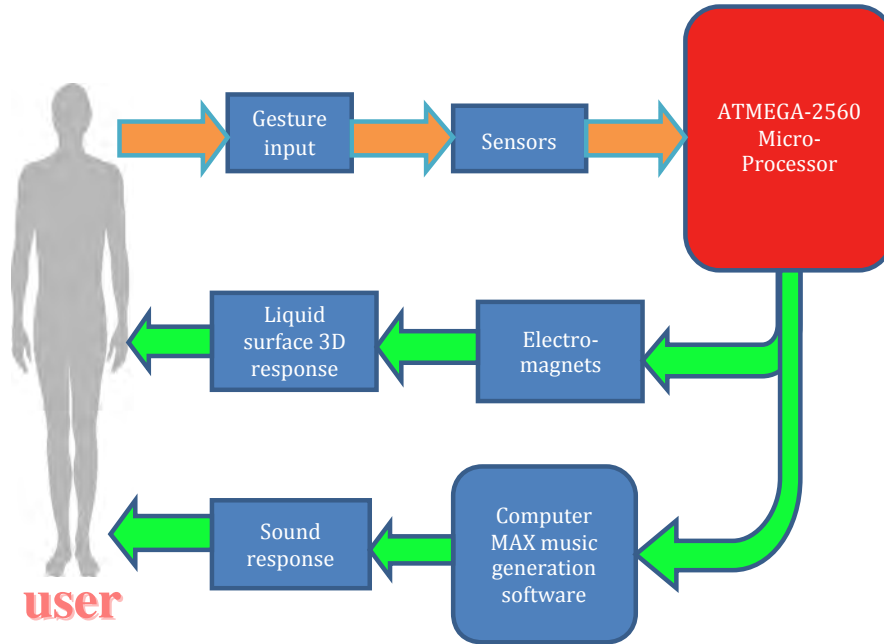 Gesture
input
Sensors
ATMEGA-2560
Micro-
Processor
Liquid
surface 3D
response
Electro-
magnets
Sound
response
Computer
MAX music
generation
software
user